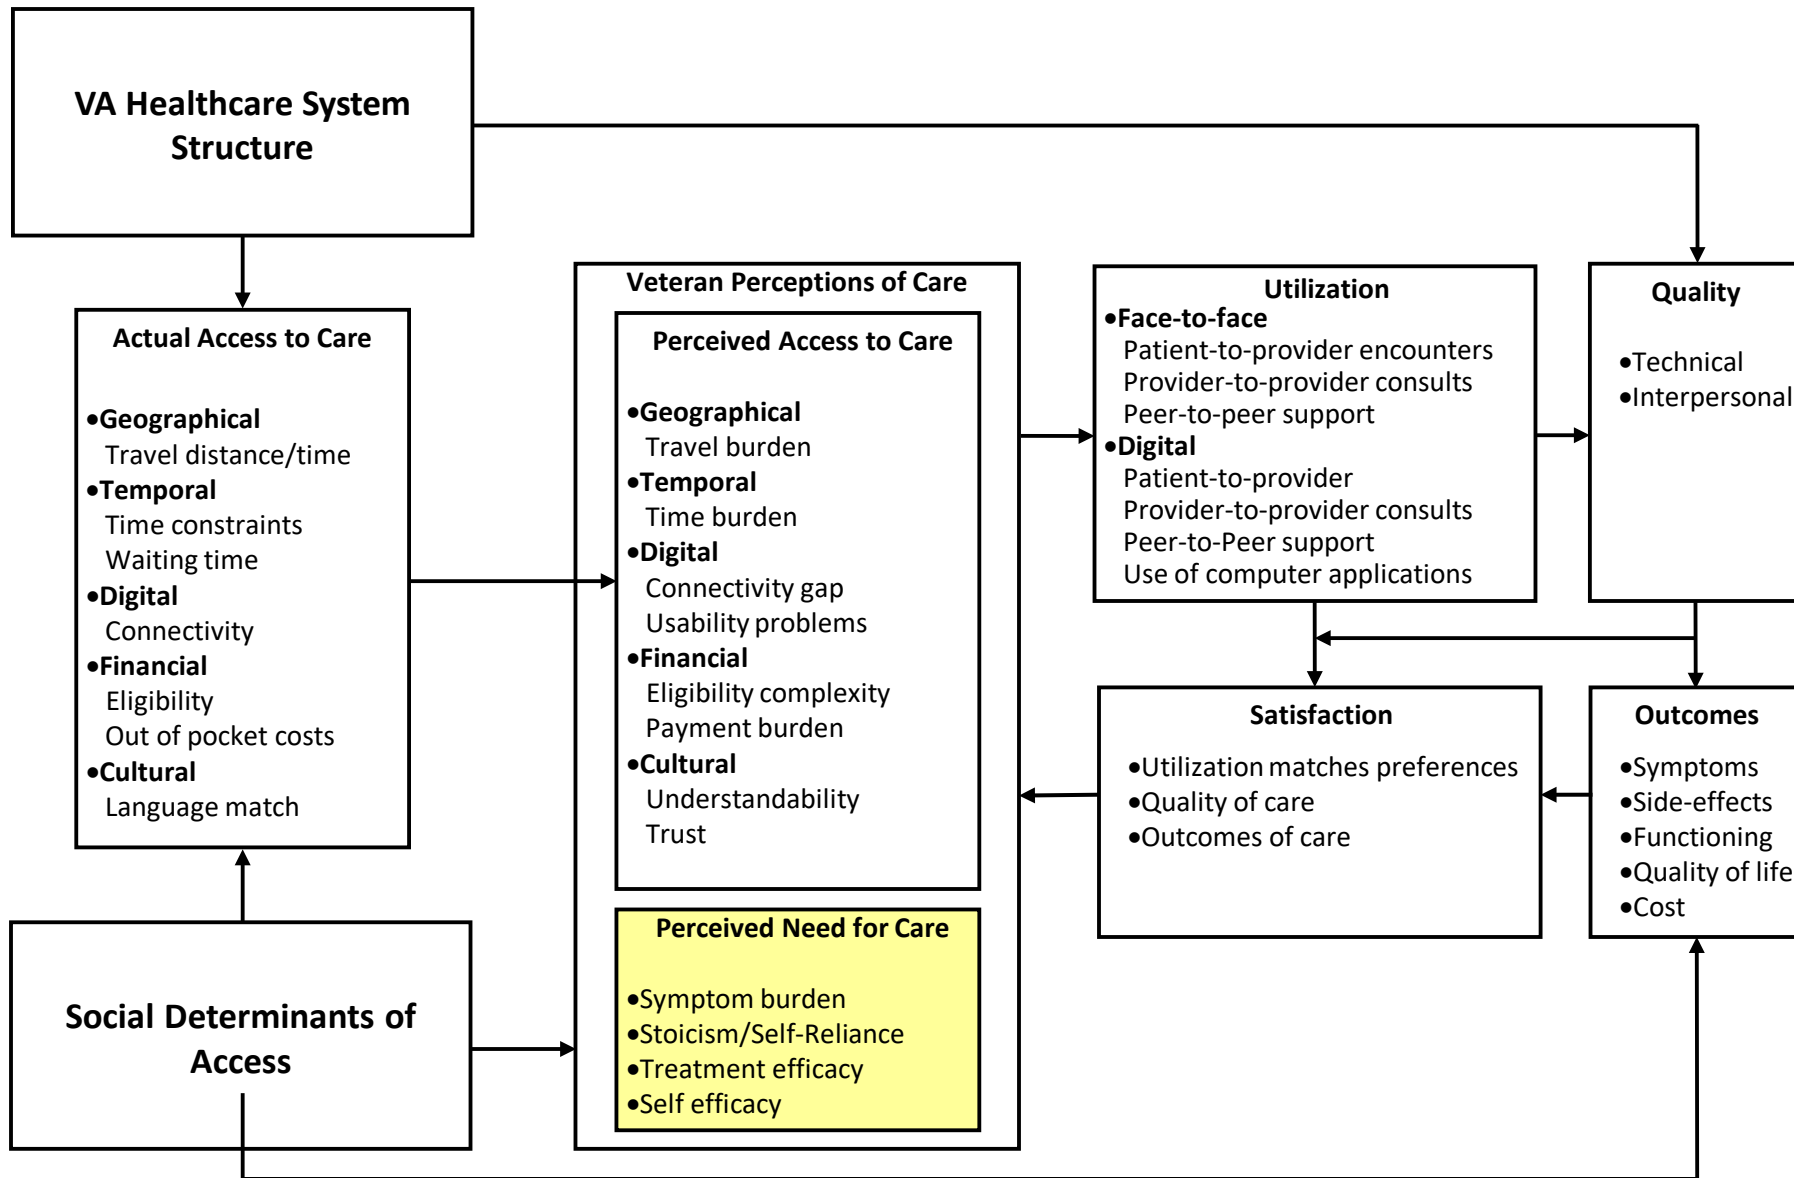 VA Healthcare System
Structure
Actual Access to Care
•Geographical
Travel distance/time
•Temporal
Time constraints
Waiting time
•Digital
Connectivity
•Financial
Eligibility
Out of pocket costs
•Cultural
Language match
Social Determinants of
Access
Veteran Perceptions of Care
Perceived Access to Care
•Geographical
Travel burden
•Temporal
Time burden
•Digital
Connectivity gap
Usability problems
•Financial
Eligibility complexity
Payment burden
•Cultural
Understandability
Trust
Perceived Need for Care
•Symptom burden
•Stoicism/Self-Reliance
•Treatment efficacy
•Self efficacy
Utilization
•Face-to-face
Patient-to-provider encounters
Provider-to-provider consults
Peer-to-peer support
•Digital
Patient-to-provider
Provider-to-provider consults
Peer-to-Peer support
Use of computer applications
Quality
•Technical
•Interpersonal
Satisfaction
•Utilization matches preferences
•Quality of care
•Outcomes of care
Outcomes
•Symptoms
•Side-effects
•Functioning
•Quality of life
•Cost